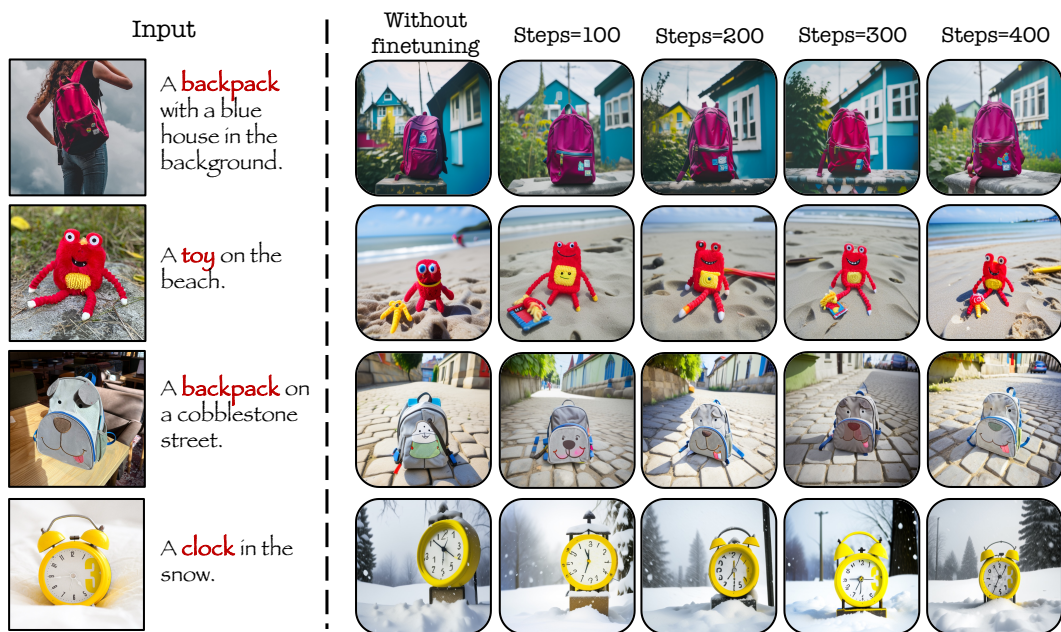 Input
Without
finetuning
Steps=100
Steps=200
Steps=300
Steps=400
A backpack
with a blue
house in the
background.
A toy on the
beach.
A backpack on
a cobblestone
street.
A clock in the
snow.